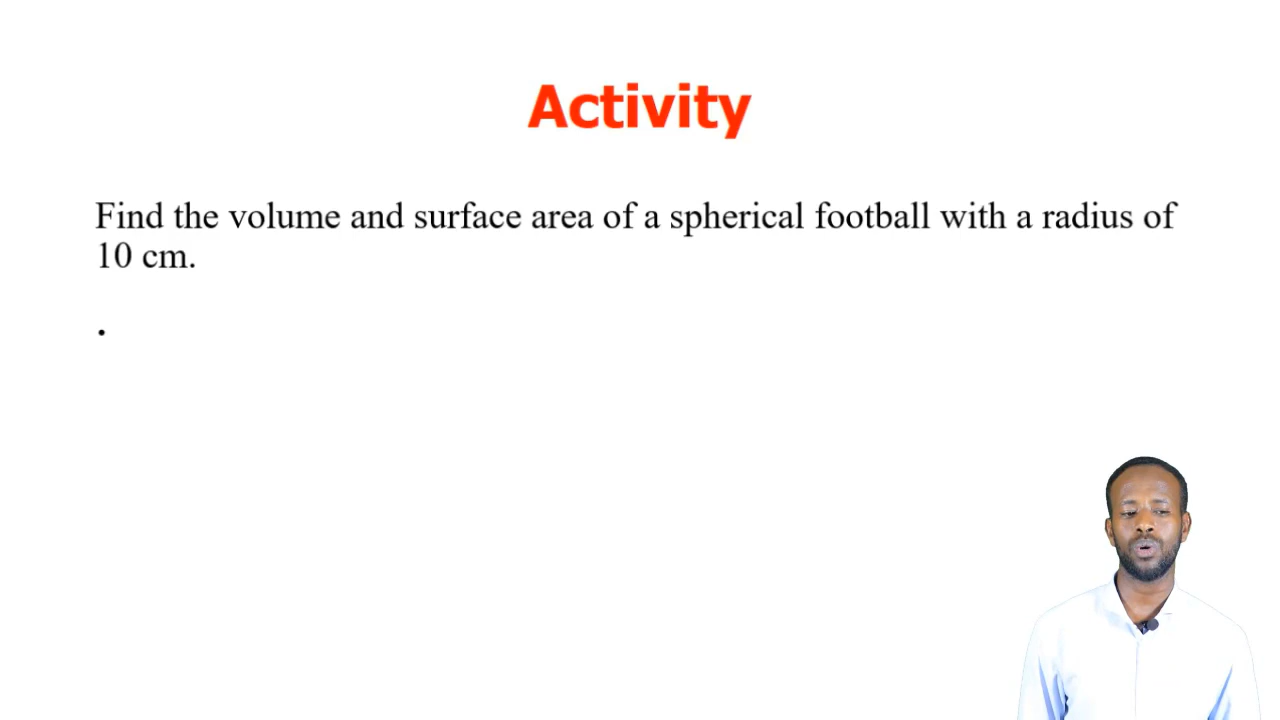 Activity
Find the volume and surface area of a spherical football with a radius of
10 cm.
.